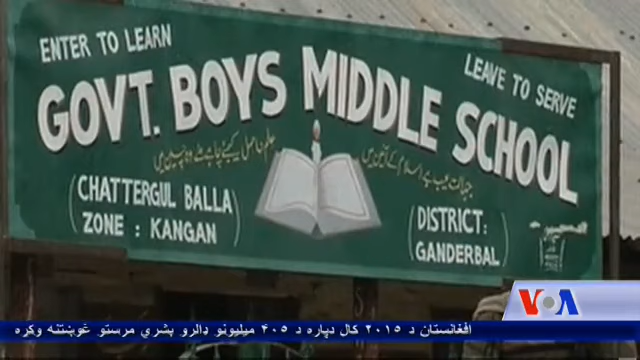 ENTER TO LEARN
LEAVE TO SERVE
GOVT. BOYS MIDDLE SCHOOL
CHATTERGUL BALLA
ZONE : KANGAN
DISTRICT:
GANDERBAL
VOA
افغانستان د ۲۰۱۵ کال دپاره د ۴۰۵ میلیونو ډالرو بشري مرستو غوښتنه وکړه